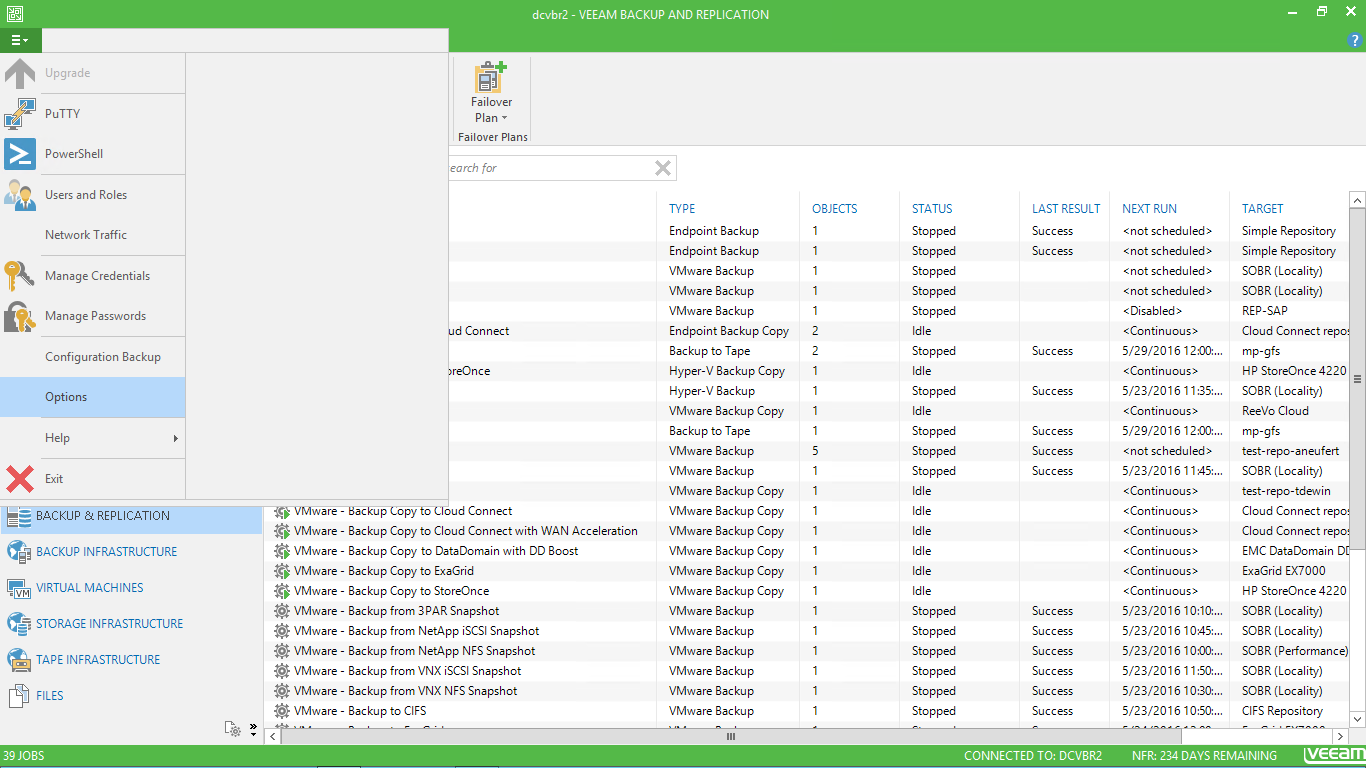 dcvbr2 - VEEAM BACKUP AND REPLICATION
?
Upgrade
PuTTY
PowerShell
Users and Roles
Network Traffic
Manage Credentials
Manage Passwords
Configuration Backup
Options
Help
Exit
Failover
Plan
Failover Plans
earch for
TYPE OBJECTS STATUS LAST RESULT NEXT RUN TARGET
Endpoint Backup 1 Stopped Success <not scheduled> Simple Repository
Endpoint Backup 1 Stopped Success <not scheduled> Simple Repository
VMware Backup 1 Stopped <not scheduled> SOBR (Locality)
VMware Backup 1 Stopped <not scheduled> SOBR (Locality)
VMware Backup 1 Stopped <Disabled> REP-SAP
ud Connect Endpoint Backup Copy 2 Idle <Continuous> Cloud Connect repos
Backup to Tape 2 Stopped Success 5/29/2016 12:00:... mp-gfs
oreOnce Hyper-V Backup Copy 1 Idle <Continuous> HP StoreOnce 4220
Hyper-V Backup 1 Stopped Success 5/23/2016 11:35:... SOBR (Locality)
VMware Backup Copy 1 Idle <Continuous> ReeVo Cloud
Backup to Tape 1 Stopped Success 5/29/2016 12:00:... mp-gfs
VMware Backup 5 Stopped Success <not scheduled> test-repo-aneufert
VMware Backup 1 Stopped Success 5/23/2016 11:45:... SOBR (Locality)
VMware Backup Copy 1 Idle <Continuous> test-repo-tdewin
VMware - Backup Copy to Cloud Connect VMware Backup Copy 1 Idle <Continuous> Cloud Connect repos
VMware - Backup Copy to Cloud Connect with WAN Acceleration VMware Backup Copy 1 Idle <Continuous> Cloud Connect repos
VMware - Backup Copy to DataDomain with DD Boost VMware Backup Copy 1 Idle <Continuous> EMC DataDomain DD
VMware - Backup Copy to ExaGrid VMware Backup Copy 1 Idle <Continuous> ExaGrid EX7000
VMware - Backup Copy to StoreOnce VMware Backup Copy 1 Idle <Continuous> HP StoreOnce 4220
VMware - Backup from 3PAR Snapshot VMware Backup 1 Stopped Success 5/23/2016 10:10:... SOBR (Locality)
VMware - Backup from NetApp iSCSI Snapshot VMware Backup 1 Stopped Success 5/23/2016 10:45:... SOBR (Locality)
VMware - Backup from NetApp NFS Snapshot VMware Backup 1 Stopped Success 5/23/2016 10:00:... SOBR (Performance)
VMware - Backup from VNX iSCSI Snapshot VMware Backup 1 Stopped Success 5/23/2016 11:50:... SOBR (Locality)
VMware - Backup from VNX NFS Snapshot VMware Backup 1 Stopped Success 5/23/2016 10:30:... SOBR (Locality)
VMware - Backup to CIFS VMware Backup 1 Stopped Success 5/23/2016 10:50:... CIFS Repository
BACKUP & REPLICATION
BACKUP INFRASTRUCTURE
VIRTUAL MACHINES
VM
STORAGE INFRASTRUCTURE
TAPE INFRASTRUCTURE
FILES
39 JOBS
CONNECTED TO: DCVBR2 NFR: 234 DAYS REMAINING veeam